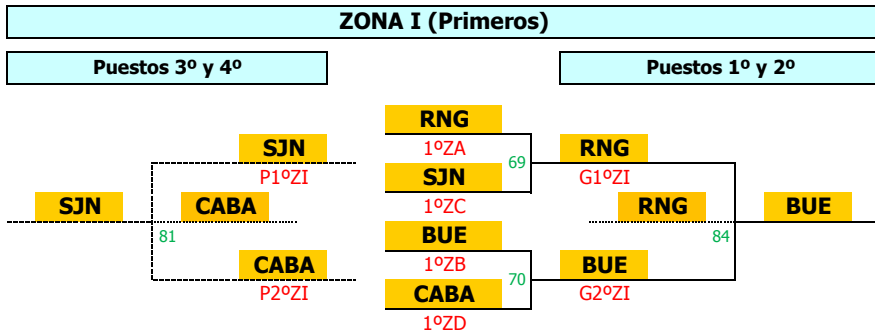 ZONA I (Primeros)
Puestos 3º y 4º
Puestos 1º y 2º
RNG
SJN
1ºZA
69
RNG
P1ºZI
SJN
G1ºZI
SJN
CABA
1ºZC
RNG
BUE
81
BUE
84
CABA
1ºZB
70
BUE
P2ºZI
CABA
G2ºZI
1ºZD